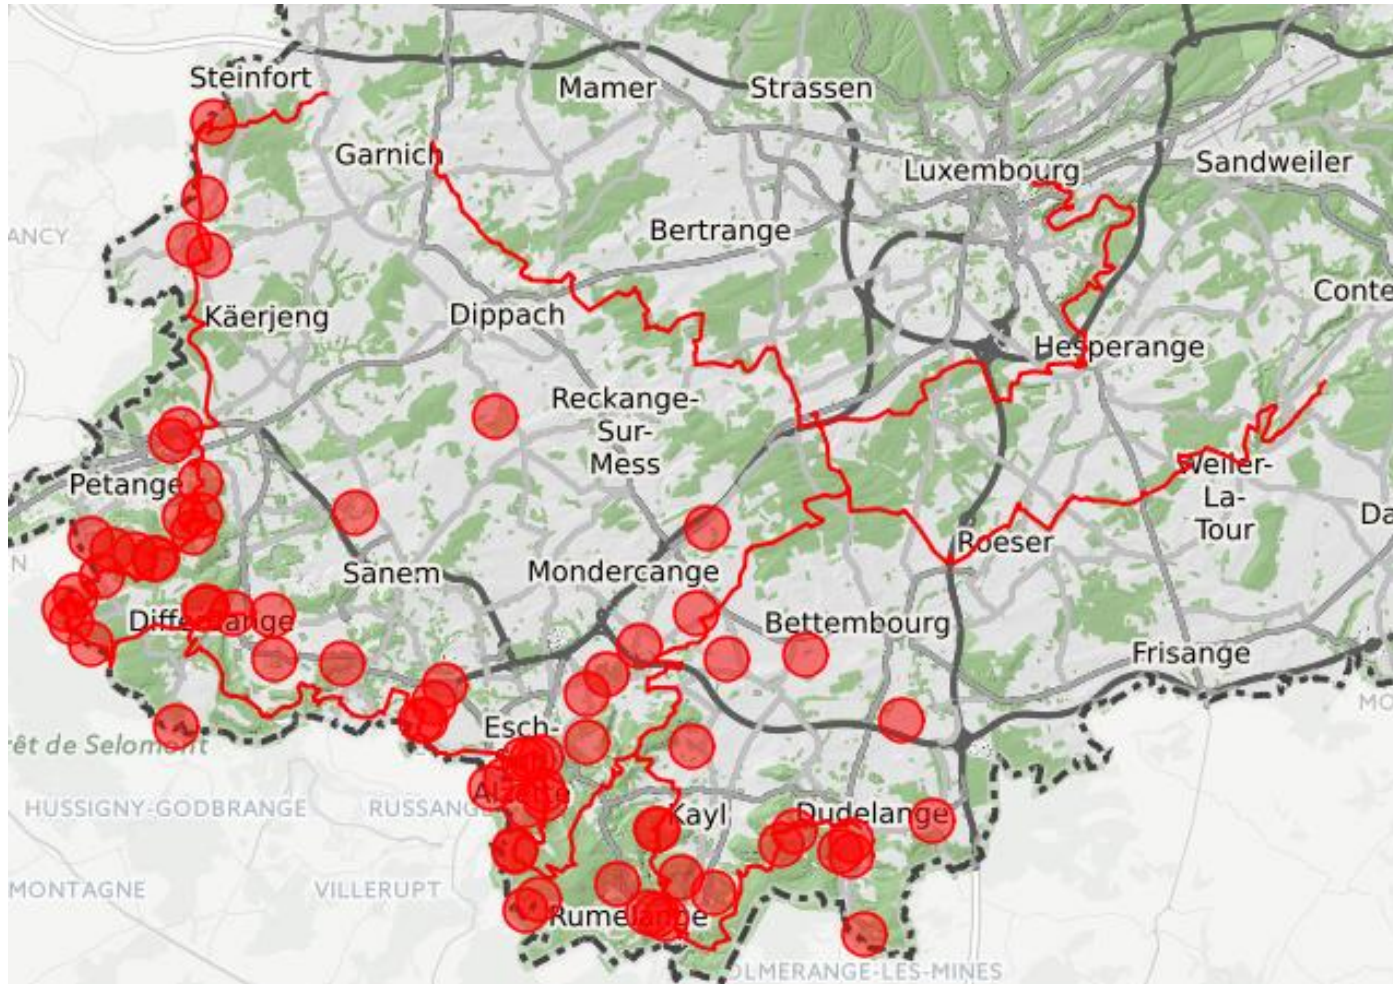 Steinfort
Mamer
Strassen
Garnich
Luxembourg
Sandweiler
ANCY
Bertrange
Conte
Käerjeng
Dippach
Hesperange
Reckange-
Sur-
Mess
Petange
Weiler-
La-
Tour
Da
N
Sanem
Mondercange
Roeser
Differdange
Bettembourg
Frisange
MO
Esch-
Alzette
rêt de Selomont
HUSSIGNY-GODBRANGE
RUSSANG
Kayl
Dudelange
MONTAGNE
VILLERUPT
Rumelange
OLMERANGE-LES-MINES